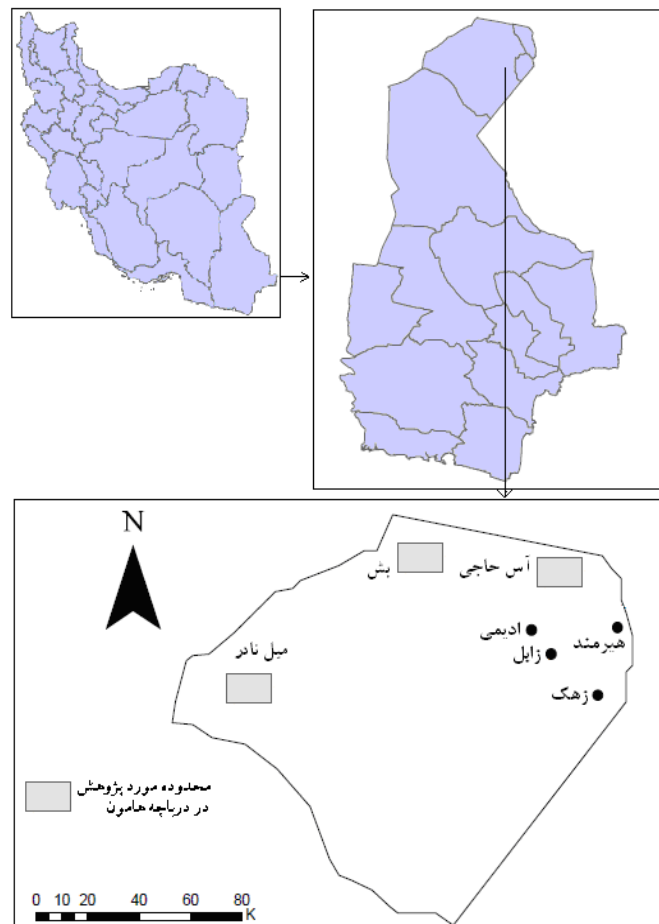 N
آس حاجی
بش
ادیمی
هیرمند
زابل
میل نادر
زهک
محدوده مورد پژوهش
در دریاچه هامون
0 10 20 40 60 80
K